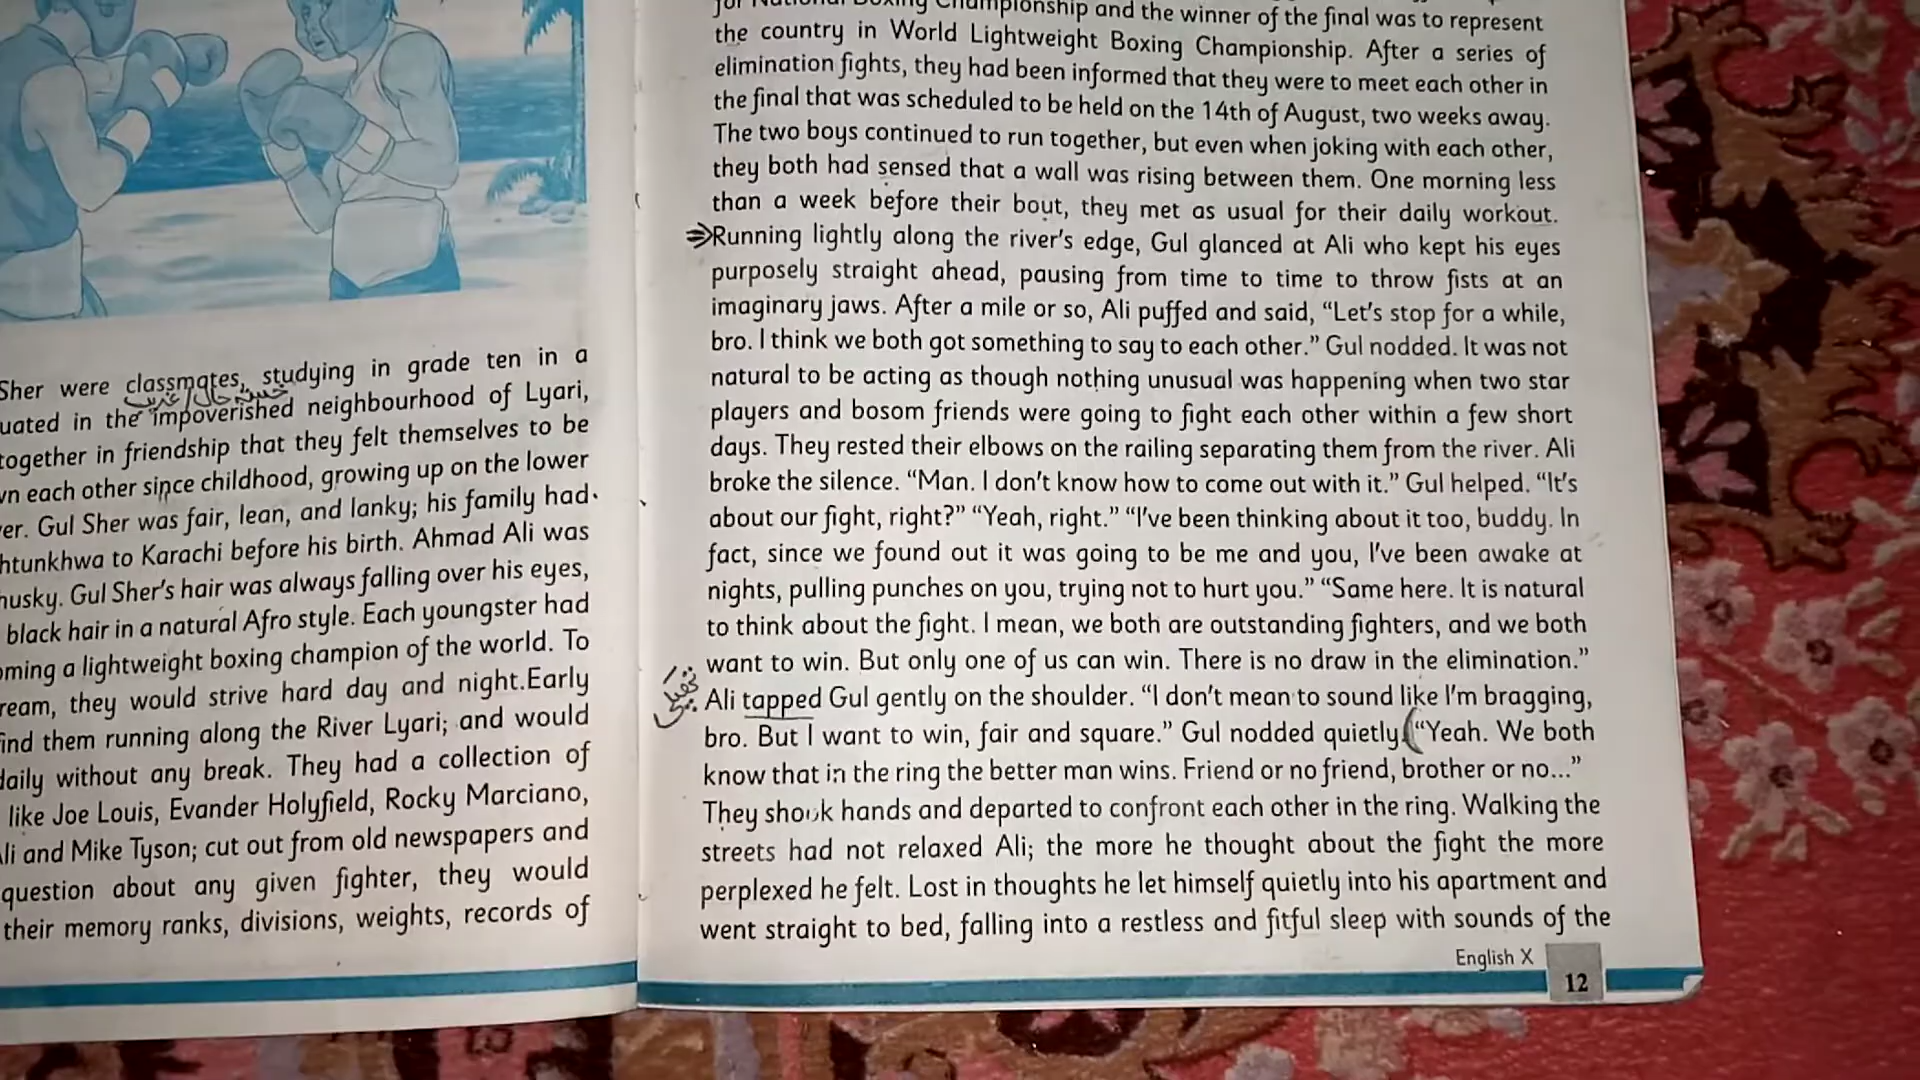 Sher were classmates, studying in grade ten in a
خستہ حال / غریب
uated in the impoverished neighbourhood of Lyari,
together in friendship that they felt themselves to be
wn each other since childhood, growing up on the lower
er. Gul Sher was fair, lean, and lanky; his family had
htunkhwa to Karachi before his birth. Ahmad Ali was
husky. Gul Sher's hair was always falling over his eyes,
black hair in a natural Afro style. Each youngster had
oming a lightweight boxing champion of the world. To
ream, they would strive hard day and night.Early
ind them running along the River Lyari; and would
daily without any break. They had a collection of
like Joe Louis, Evander Holyfield, Rocky Marciano,
Ali and Mike Tyson; cut out from old newspapers and
question about any given fighter, they would
their memory ranks, divisions, weights, records of
for National Boxing Championship and the winner of the final was to represent
the country in World Lightweight Boxing Championship. After a series of
elimination fights, they had been informed that they were to meet each other in
the final that was scheduled to be held on the 14th of August, two weeks away.
The two boys continued to run together, but even when joking with each other,
they both had sensed that a wall was rising between them. One morning less
than a week before their bout, they met as usual for their daily workout.
Running lightly along the river's edge, Gul glanced at Ali who kept his eyes
purposely straight ahead, pausing from time to time to throw fists at an
imaginary jaws. After a mile or so, Ali puffed and said, “Let's stop for a while,
bro. I think we both got something to say to each other.” Gul nodded. It was not
natural to be acting as though nothing unusual was happening when two star
players and bosom friends were going to fight each other within a few short
days. They rested their elbows on the railing separating them from the river. Ali
broke the silence. “Man. I don't know how to come out with it.” Gul helped. “It's
about our fight, right?” “Yeah, right.” “I've been thinking about it too, buddy. In
fact, since we found out it was going to be me and you, I've been awake at
nights, pulling punches on you, trying not to hurt you.” “Same here. It is natural
to think about the fight. I mean, we both are outstanding fighters, and we both
want to win. But only one of us can win. There is no draw in the elimination.”
Ali tapped Gul gently on the shoulder. “I don't mean to sound like I'm bragging,
bro. But I want to win, fair and square.” Gul nodded quietly. “Yeah. We both
know that in the ring the better man wins. Friend or no friend, brother or no...”
They shook hands and departed to confront each other in the ring. Walking the
streets had not relaxed Ali; the more he thought about the fight the more
perplexed he felt. Lost in thoughts he let himself quietly into his apartment and
went straight to bed, falling into a restless and fitful sleep with sounds of the
English X
12